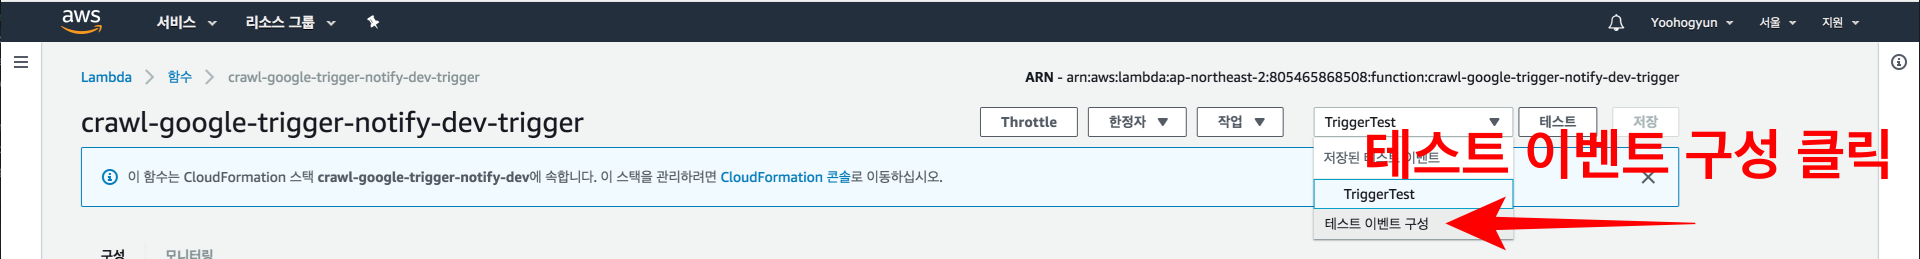 aws 서비스 리소스 그룹 Yoohogyun 서울 지원
Lambda 함수 crawl-google-trigger-notify-dev-trigger ARN - arn:aws:lambda:ap-northeast-2:805465868508:function:crawl-google-trigger-notify-dev-trigger
crawl-google-trigger-notify-dev-trigger Throttle 한정자 작업 TriggerTest 테스트 저장
테스트 이벤트 구성 클릭
저장된 테스트 이벤트
이 함수는 CloudFormation 스택 crawl-google-trigger-notify-dev에 속합니다. 이 스택을 관리하려면 CloudFormation 콘솔로 이동하십시오.
TriggerTest
테스트 이벤트 구성
구성 모니터링